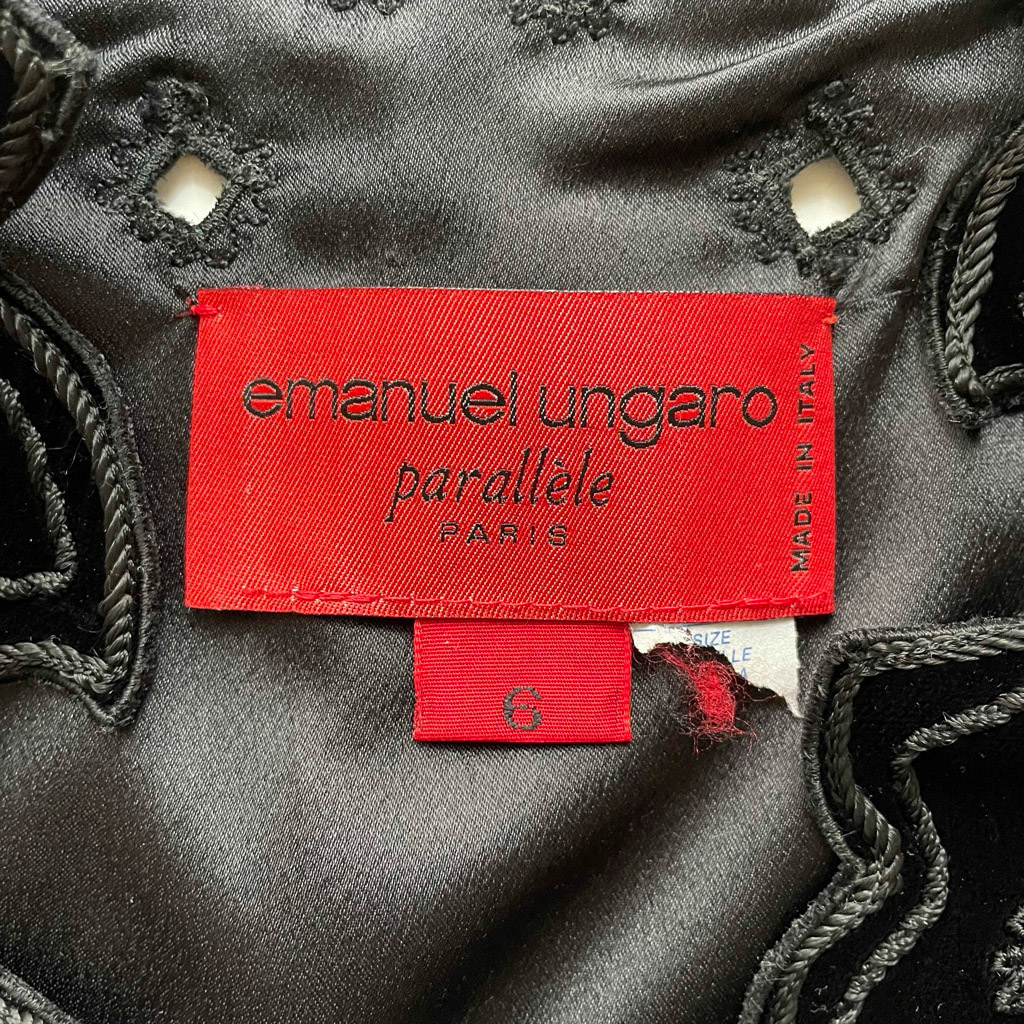 emanuel ungaro
parallèle
PARIS
MADE IN ITALY
6
SIZE